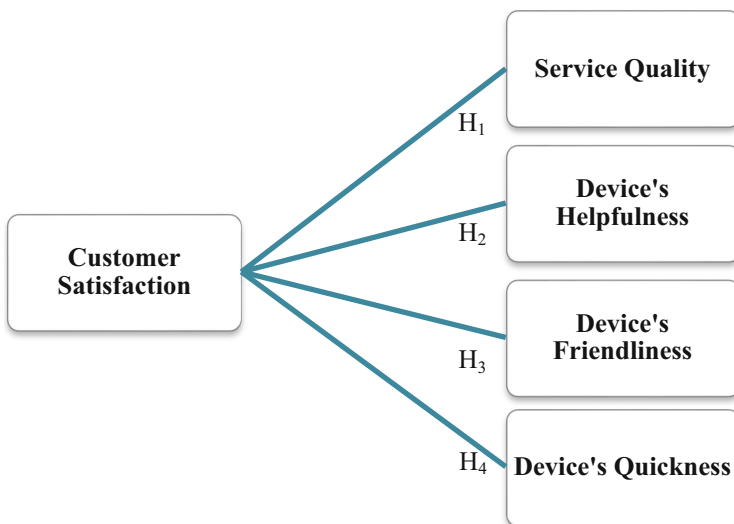 Service Quality
H₁
Device's
Helpfulness
H₂
Customer
Satisfaction
Device's
Friendliness
H₃
Device's Quickness
H₄